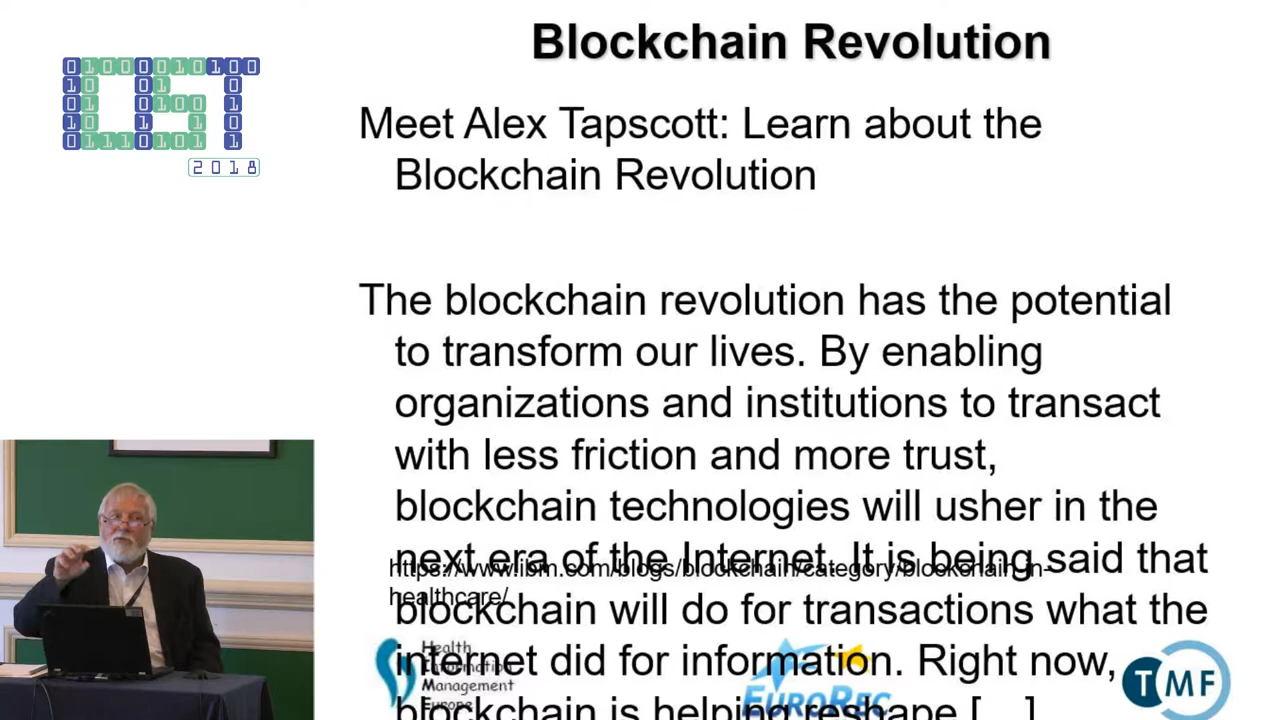 Blockchain Revolution
2018
Meet Alex Tapscott: Learn about the
Blockchain Revolution
The blockchain revolution has the potential
to transform our lives. By enabling
organizations and institutions to transact
with less friction and more trust,
blockchain technologies will usher in the
next era of the Internet. It is being said that
https://www.ibm.com/blogs/blockchain/category/blockchain-in-
healthcare/
blockchain will do for transactions what the
internet did for information. Right now,
blockchain is helping reshape […]
Health
Information
Management
Europe
EUROREC
TMF